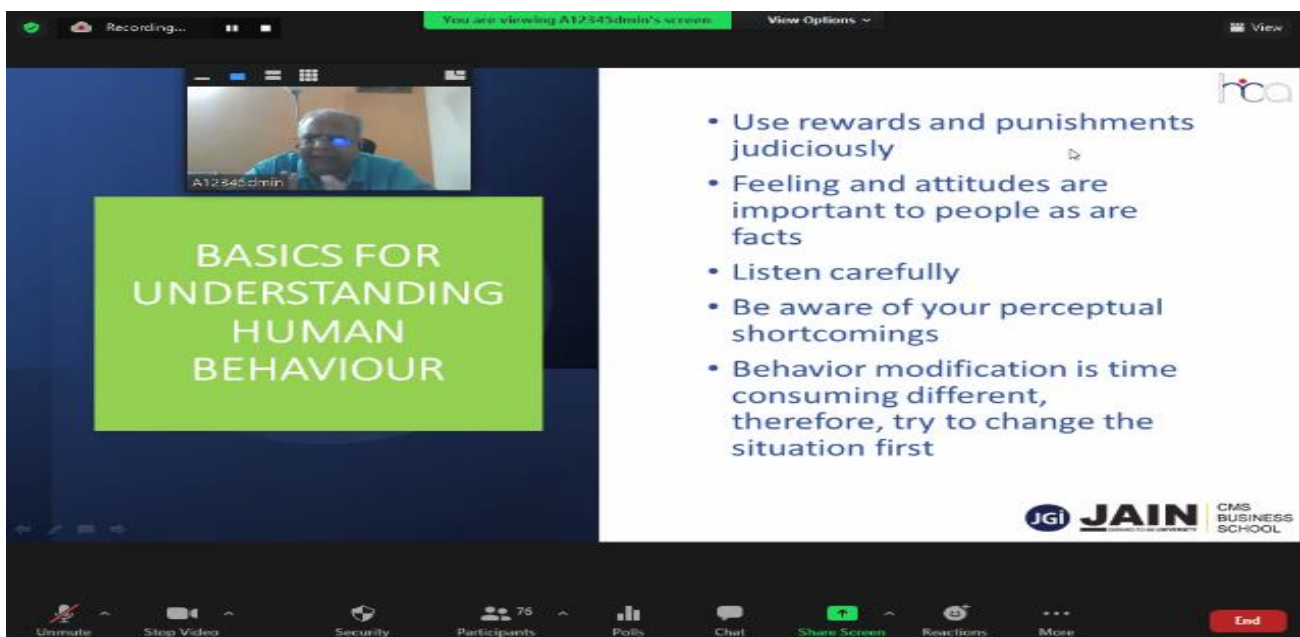 Recording...
You are viewing A12345dmin's screen
View Options
View
A12345dmin
BASICS FOR
UNDERSTANDING
HUMAN
BEHAVIOUR
hca
• Use rewards and punishments
judiciously
• Feeling and attitudes are
important to people as are
facts
• Listen carefully
• Be aware of your perceptual
shortcomings
• Behavior modification is time
consuming different,
therefore, try to change the
situation first
JGi JAIN
CMS
BUSINESS
SCHOOL
Unmute
Stop Video
Security
76
Participants
Polls
Chat
Share Screen
Reactions
More
End